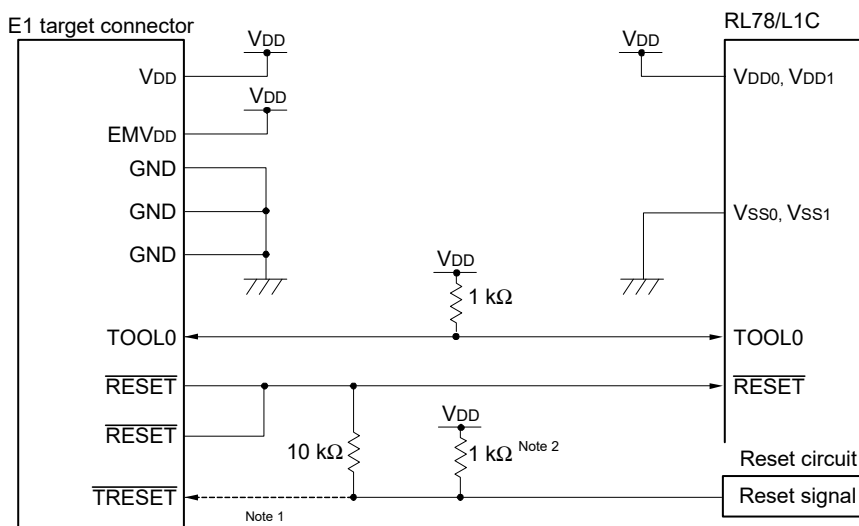 E1 target connector
RL78/L1C
VDD
VDD
VDD
VDD0, VDD1
VDD
EMVDD
GND
GND
VSS0, VSS1
GND
VDD
1 kΩ
TOOL0
TOOL0
RESET
RESET
VDD
RESET
10 kΩ
1 kΩ Note 2
Reset circuit
TRESET
Reset signal
Note 1